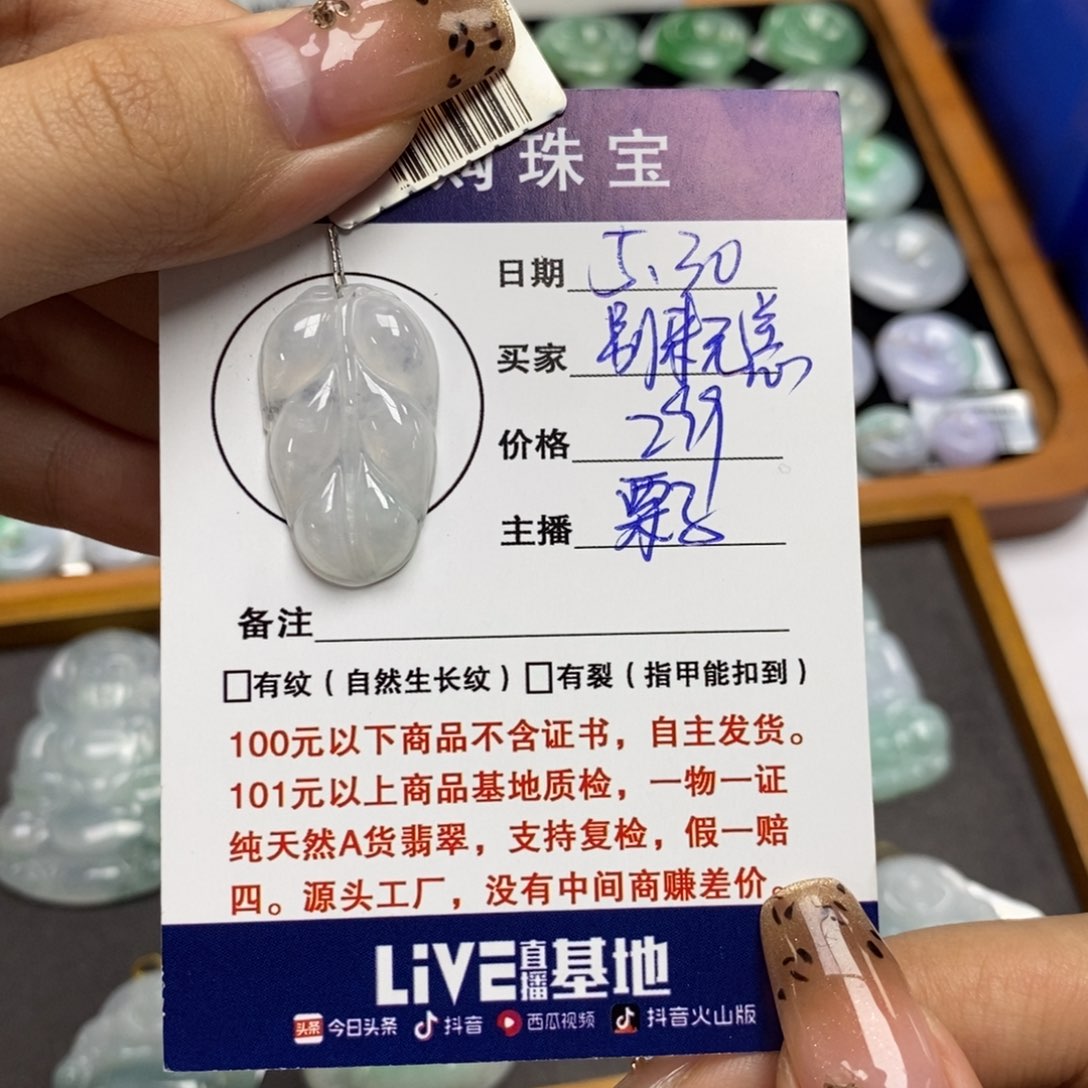 购珠宝
日期 5.30
买家
价格 299
主播 栗子
备注
□有纹（自然生长纹）□有裂（指甲能扣到）
100元以下商品不含证书，自主发货。
101元以上商品基地质检，一物一证
纯天然A货翡翠，支持复检，假一赔
四。源头工厂，没有中间商赚差价。
LiVE直播基地
头条 今日头条 抖音 西瓜视频 抖音火山版